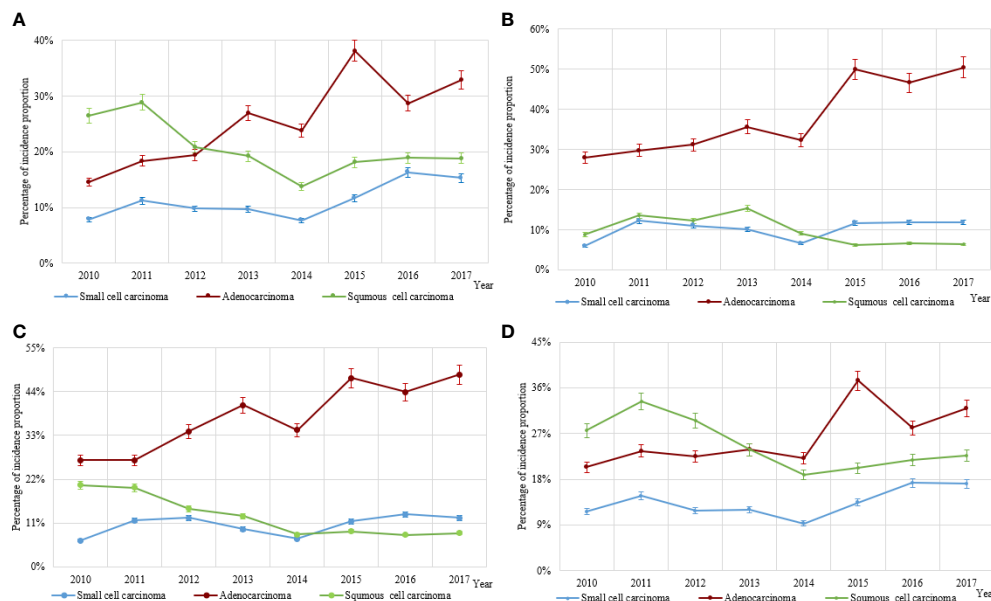 A
Percentage of incidence proportion
40%
30%
20%
10%
0%
2010 2011 2012 2013 2014 2015 2016 2017
Year
Small cell carcinoma Adenocarcinoma Squmous cell carcinoma
B
Percentage of incidence proportion
60%
50%
40%
30%
20%
10%
0%
2010 2011 2012 2013 2014 2015 2016 2017
Year
Small cell carcinoma Adenocarcinoma Squmous cell carcinoma
C
Percentage of incidence proportion
55%
44%
33%
22%
11%
0%
2010 2011 2012 2013 2014 2015 2016 2017
Year
Small cell carcinoma Adenocarcinoma Squmous cell carcinoma
D
Percentage of incidence proportion
45%
36%
27%
18%
9%
0%
2010 2011 2012 2013 2014 2015 2016 2017
Year
Small cell carcinoma Adenocarcinoma Squmous cell carcinoma